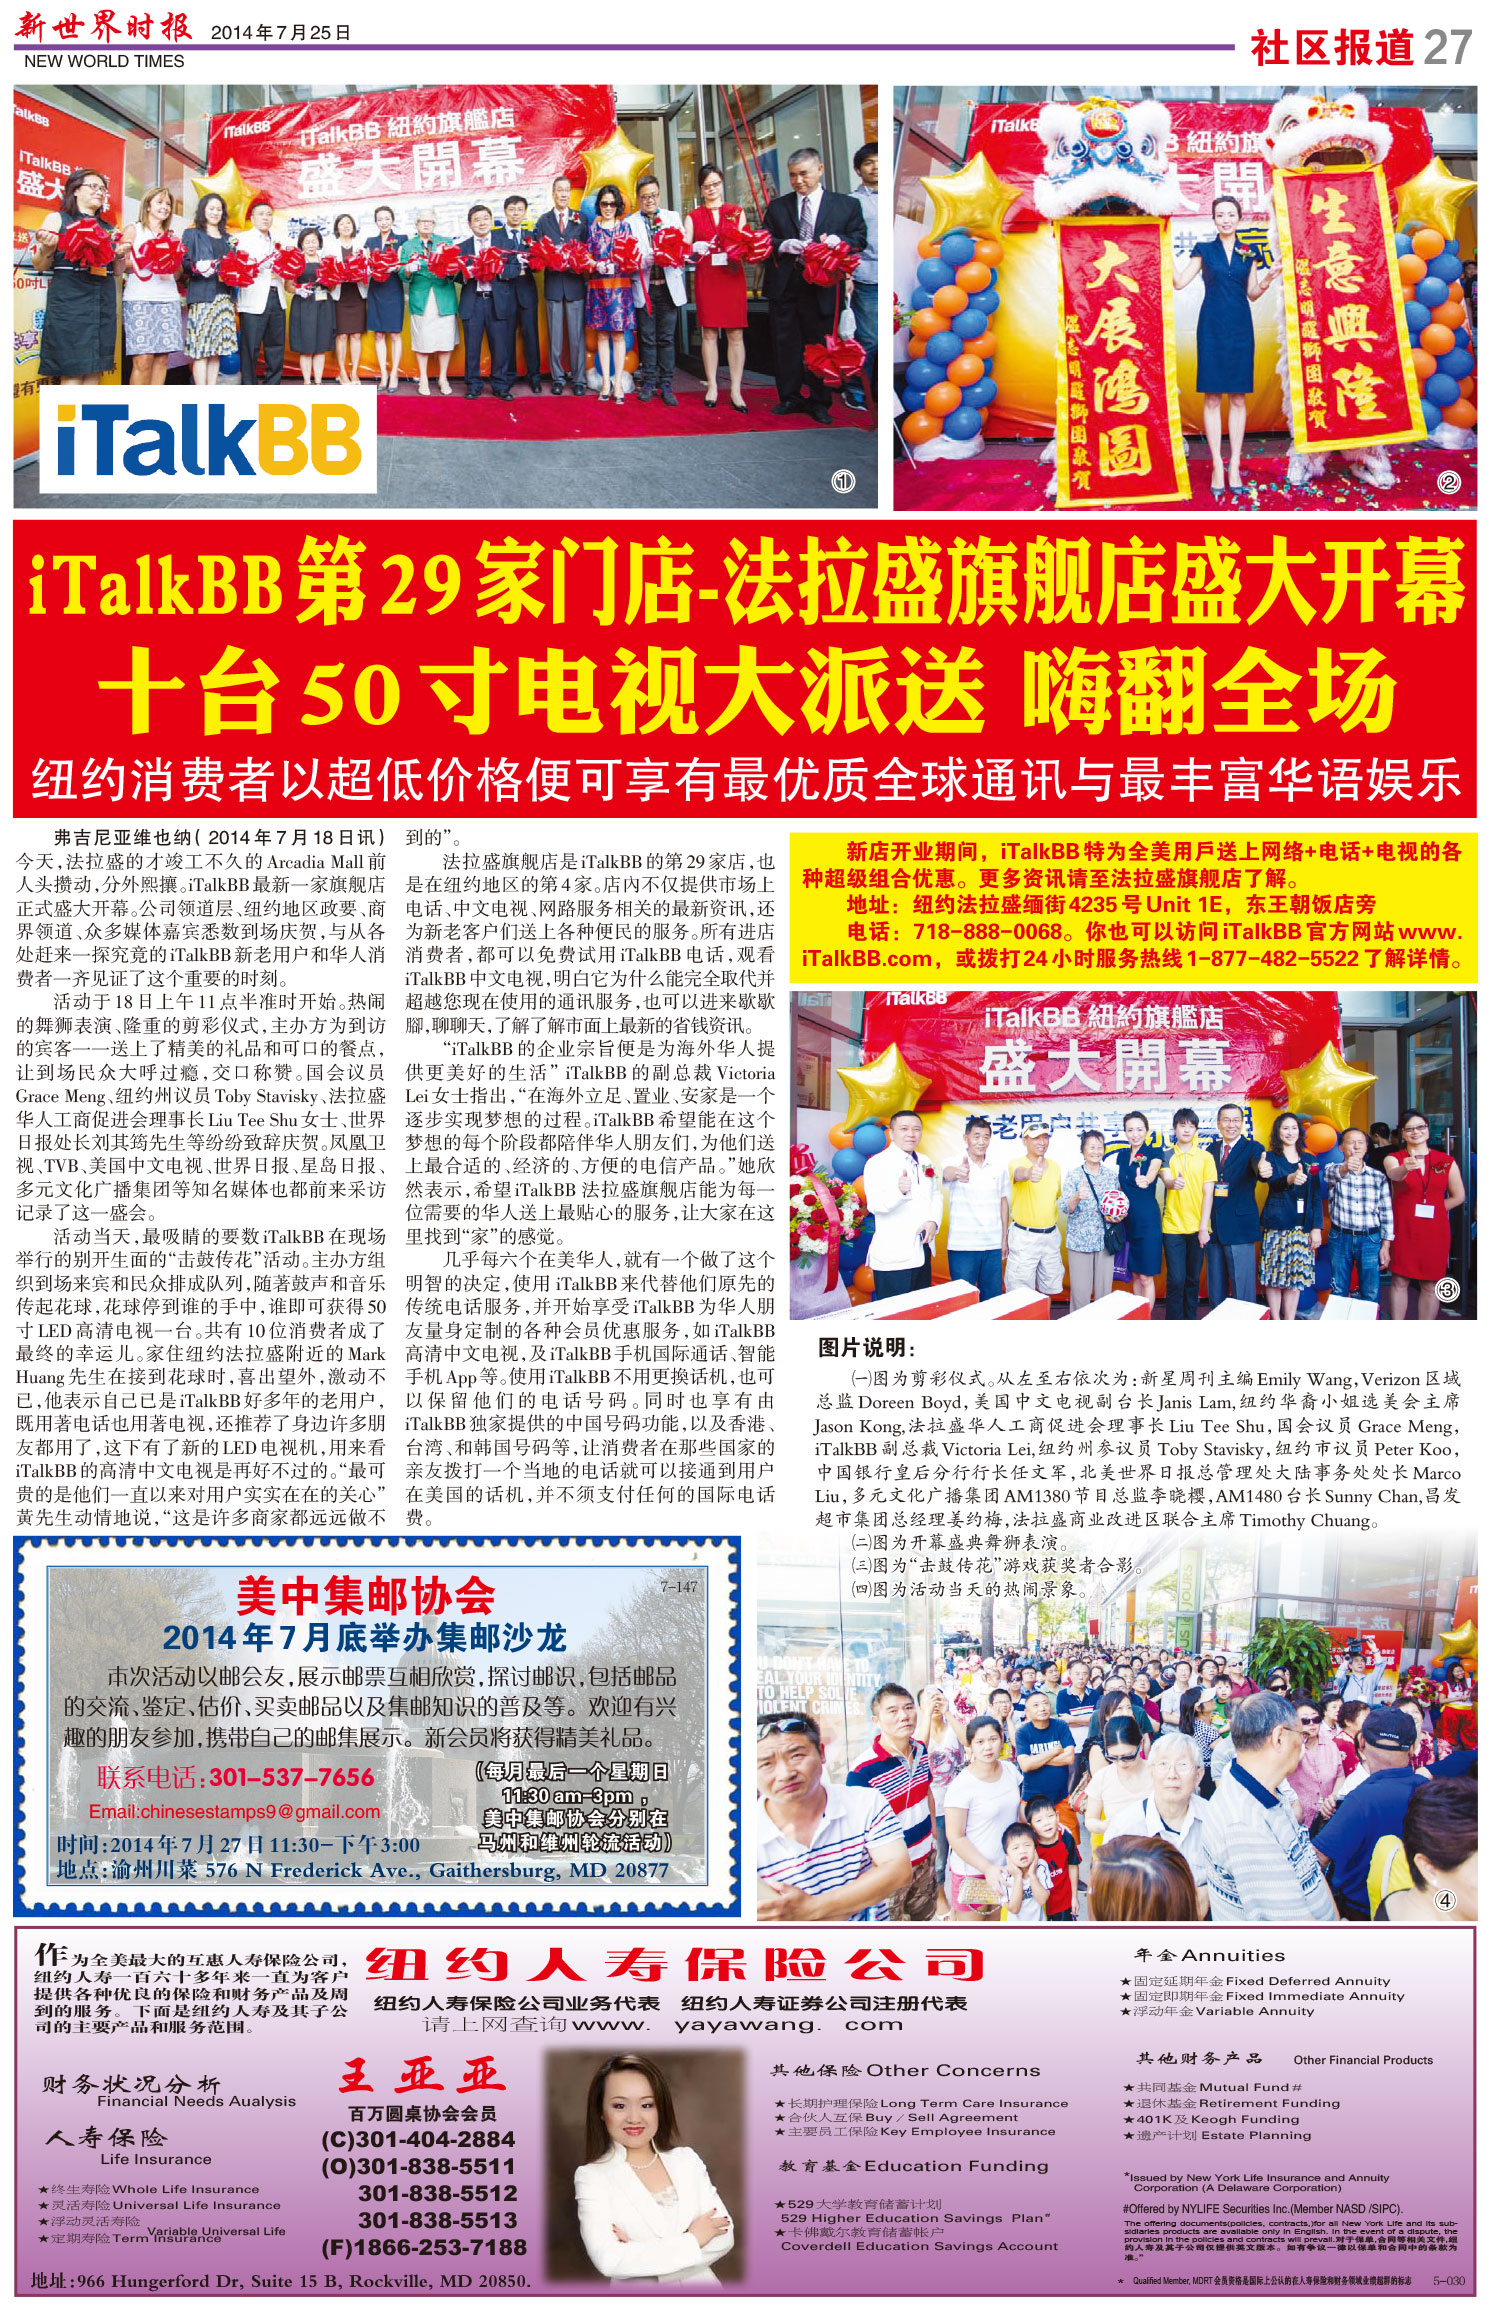 新世界时报 2014年7月25日
NEW WORLD TIMES
社区报道 27
iTalkBB 紐約旗艦店
盛大開幕
iTalkBB
①
大展鴻圖
溫志明醒獅團敬賀
生意興隆
溫志明醒獅團敬賀
②
iTalkBB第29家门店-法拉盛旗舰店盛大开幕
十台50寸电视大派送 嗨翻全场
纽约消费者以超低价格便可享有最优质全球通讯与最丰富华语娱乐
弗吉尼亚维也纳(2014年7月18日讯)
今天,法拉盛的才竣工不久的Arcadia Mall前
人头攒动,分外熙攘。iTalkBB最新一家旗舰店
正式盛大开幕。公司领道层、纽约地区政要、商
界领道、众多媒体嘉宾悉数到场庆贺,与从各
处赶来一探究竟的iTalkBB新老用户和华人消
费者一齐见证了这个重要的时刻。
活动于18日上午11点半准时开始。热闹
的舞狮表演、隆重的剪彩仪式,主办方为到访
的宾客一一送上了精美的礼品和可口的餐点,
让到场民众大呼过瘾,交口称赞。国会议员
Grace Meng、纽约州议员Toby Stavisky、法拉盛
华人工商促进会理事长Liu Tee Shu女士、世界
日报处长刘其筠先生等纷纷致辞庆贺。凤凰卫
视、TVB、美国中文电视、世界日报、星岛日报、
多元文化广播集团等知名媒体也都前来采访
记录了这一盛会。
活动当天,最吸睛的要数iTalkBB在现场
举行的别开生面的“击鼓传花”活动。主办方组
织到场来宾和民众排成队列,随著鼓声和音乐
传起花球,花球停到谁的手中,谁即可获得50
寸LED高清电视一台。共有10位消费者成了
最终的幸运儿。家住纽约法拉盛附近的Mark
Huang先生在接到花球时,喜出望外,激动不
已,他表示自己已是iTalkBB好多年的老用户,
既用著电话也用著电视,还推荐了身边许多朋
友都用了,这下有了新的LED电视机,用来看
iTalkBB的高清中文电视是再好不过的。“最可
贵的是他们一直以来对用户实实在在的关心”
黄先生动情地说,“这是许多商家都远远做不
到的”。
法拉盛旗舰店是iTalkBB的第29家店,也
是在纽约地区的第4家。店內不仅提供市场上
电话、中文电视、网路服务相关的最新资讯,还
为新老客户们送上各种便民的服务。所有进店
消费者,都可以免费试用iTalkBB电话,观看
iTalkBB中文电视,明白它为什么能完全取代并
超越您现在使用的通讯服务,也可以进来歇歇
腳,聊聊天,了解了解市面上最新的省钱资讯。
“iTalkBB的企业宗旨便是为海外华人提
供更美好的生活” iTalkBB的副总裁Victoria
Lei女士指出,“在海外立足、置业、安家是一个
逐步实现梦想的过程。iTalkBB希望能在这个
梦想的每个阶段都陪伴华人朋友们,为他们送
上最合适的、经济的、方便的电信产品。”她欣
然表示,希望iTalkBB 法拉盛旗舰店能为每一
位需要的华人送上最贴心的服务,让大家在这
里找到“家”的感觉。
几乎每六个在美华人,就有一个做了这个
明智的决定,使用 iTalkBB来代替他们原先的
传统电话服务,并开始享受iTalkBB为华人朋
友量身定制的各种会员优惠服务,如iTalkBB
高清中文电视,及iTalkBB手机国际通话、智能
手机App等。使用iTalkBB不用更换话机,也可
以保留他们的电话号码。同时也享有由
iTalkBB独家提供的中国号码功能,以及香港、
台湾、和韩国号码等,让消费者在那些国家的
亲友拨打一个当地的电话就可以接通到用户
在美国的话机,并不须支付任何的国际电话
费。
新店开业期间，iTalkBB特为全美用戶送上网络+电话+电视的各
种超级组合优惠。更多资讯请至法拉盛旗舰店了解。
地址：纽约法拉盛缅街4235号Unit 1E，东王朝饭店旁
电话：718-888-0068。你也可以访问iTalkBB官方网站www.
iTalkBB.com，或拨打24小时服务热线1-877-482-5522了解详情。
iTalkBB 紐約旗艦店
盛大開幕
③
图片说明：
㈠图为剪彩仪式。从左至右依次为：新星周刊主编Emily Wang,Verizon区域
总监Doreen Boyd,美国中文电视副台长Janis Lam,纽约华裔小姐选美会主席
Jason Kong,法拉盛华人工商促进会理事长Liu Tee Shu,国会议员Grace Meng,
iTalkBB副总裁Victoria Lei,纽约州参议员Toby Stavisky,纽约市议员Peter Koo,
中国银行皇后分行行长任文军,北美世界日报总管理处大陆事务处处长Marco
Liu,多元文化广播集团AM1380节目总监李晓樱,AM1480台长Sunny Chan,昌发
超市集团总经理姜约梅,法拉盛商业改进区联合主席Timothy Chuang。
㈡图为开幕盛典舞狮表演。
㈢图为“击鼓传花”游戏获奖者合影。
㈣图为活动当天的热闹景象。
④
美中集邮协会
7-147
2014年7月底举办集邮沙龙
本次活动以邮会友,展示邮票互相欣赏,探讨邮识,包括邮品
的交流、鉴定、估价、买卖邮品以及集邮知识的普及等。欢迎有兴
趣的朋友参加,携带自己的邮集展示。新会员将获得精美礼品。
联系电话:301-537-7656
Email:chinesestamps9@gmail.com
(每月最后一个星期日
11:30 am-3pm ,
美中集邮协会分别在
马州和维州轮流活动)
时间:2014年7月27日11:30-下午3:00
地点:渝州川菜 576 N Frederick Ave., Gaithersburg, MD 20877
作为全美最大的互惠人寿保险公司,
纽约人寿一百六十多年来一直为客户
提供各种优良的保险和财务产品及周
到的服务。下面是纽约人寿及其子公
司的主要产品和服务范围。
纽约人寿保险公司
纽约人寿保险公司业务代表 纽约人寿证券公司注册代表
请上网查询www. yayawang. com
财务状况分析
Financial Needs Aualysis
人寿保险
Life Insurance
★终生寿险Whole Life Insurance
★灵活寿险Universal Life Insurance
★浮动灵活寿险
Variable Universal Life
★定期寿险Term Insurance
王亚亚
百万圆桌协会会员
(C)301-404-2884
(O)301-838-5511
301-838-5512
301-838-5513
(F)1866-253-7188
地址:966 Hungerford Dr, Suite 15 B, Rockville, MD 20850.
其他保险Other Concerns
★长期护理保险Long Term Care Insurance
★合伙人互保Buy／Sell Agreement
★主要员工保险Key Employee Insurance
教育基金Education Funding
★529大学教育储蓄计划
529 Higher Education Savings Plan*
★卡佛戴尔教育储蓄帐户
Coverdell Education Savings Account
年金Annuities
★固定延期年金Fixed Deferred Annuity
★固定即期年金Fixed Immediate Annuity
★浮动年金Variable Annuity
其他财务产品 Other Financial Products
★共同基金Mutual Fund#
★退休基金Retirement Funding
★401K及Keogh Funding
★遗产计划Estate Planning
*Issued by New York Life Insurance and Annuity
Corporation (A Delaware Corporation)
#Offered by NYLIFE Securities Inc.(Member NASD /SIPC).
The offering documents(policies, contracts,)for all New York Life and its sub-
sidiaries products are available only in English. In the event of a dispute, the
provision in the policies and contracts will prevail.对于保单,合同等相关文件,纽
约人寿及其子公司仅提供英文版本。如有争议一律以保单和合同中的条款为
准。”
* Qualified Member, MDRT会员资格是国际上公认的在人寿保险和财务领域业绩超群的标志 5-030